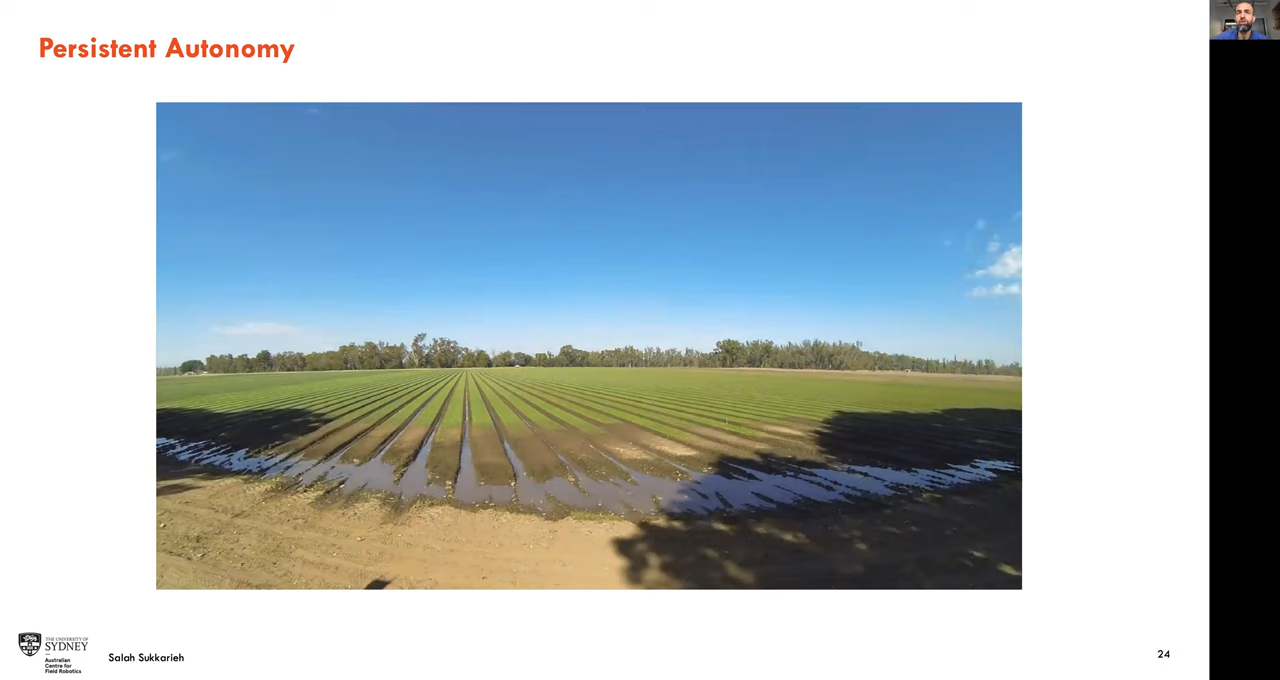 Persistent Autonomy
THE UNIVERSITY OF
SYDNEY
Australian
Centre for
Field Robotics
Salah Sukkarieh
24